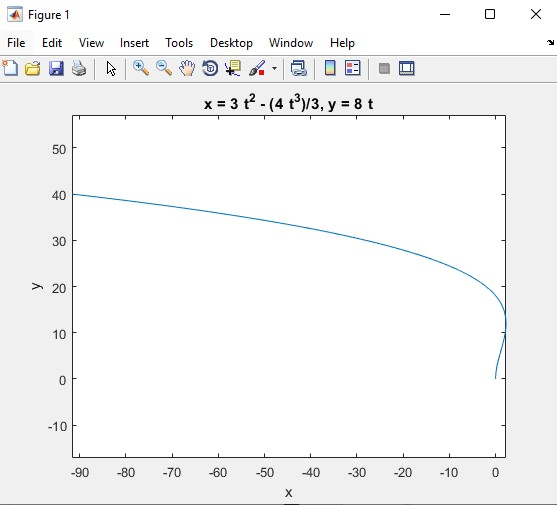 Figure 1
File Edit View Insert Tools Desktop Window Help
x = 3 t² - (4 t³)/3, y = 8 t
50
40
30
20
10
0
-10
y
-90 -80 -70 -60 -50 -40 -30 -20 -10 0
x